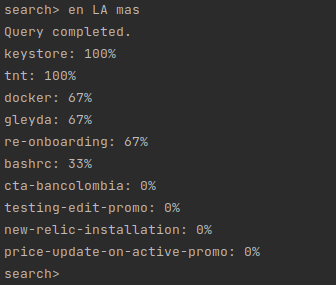 search> en LA mas
Query completed.
keystore: 100%
tnt: 100%
docker: 67%
gleyda: 67%
re-onboarding: 67%
bashrc: 33%
cta-bancolombia: 0%
testing-edit-promo: 0%
new-relic-installation: 0%
price-update-on-active-promo: 0%
search>